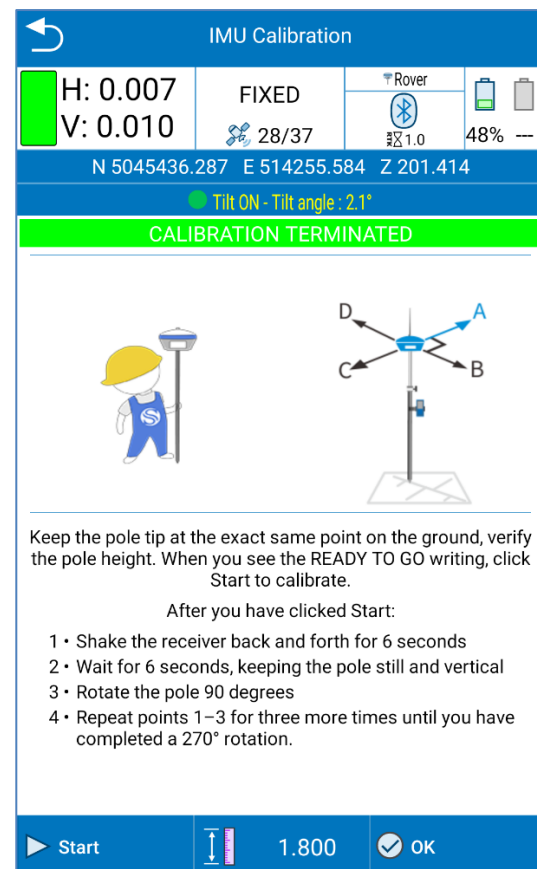 IMU Calibration
H: 0.007
V: 0.010
FIXED
28/37
Rover
RTK 1.0
48%
---
N 5045436.287 E 514255.584 Z 201.414
Tilt ON - Tilt angle : 2.1°
CALIBRATION TERMINATED
D
A
C
B
S
Keep the pole tip at the exact same point on the ground, verify
the pole height. When you see the READY TO GO writing, click
Start to calibrate.
After you have clicked Start:
1 • Shake the receiver back and forth for 6 seconds
2 • Wait for 6 seconds, keeping the pole still and vertical
3 • Rotate the pole 90 degrees
4 • Repeat points 1–3 for three more times until you have
completed a 270° rotation.
Start
1.800
OK